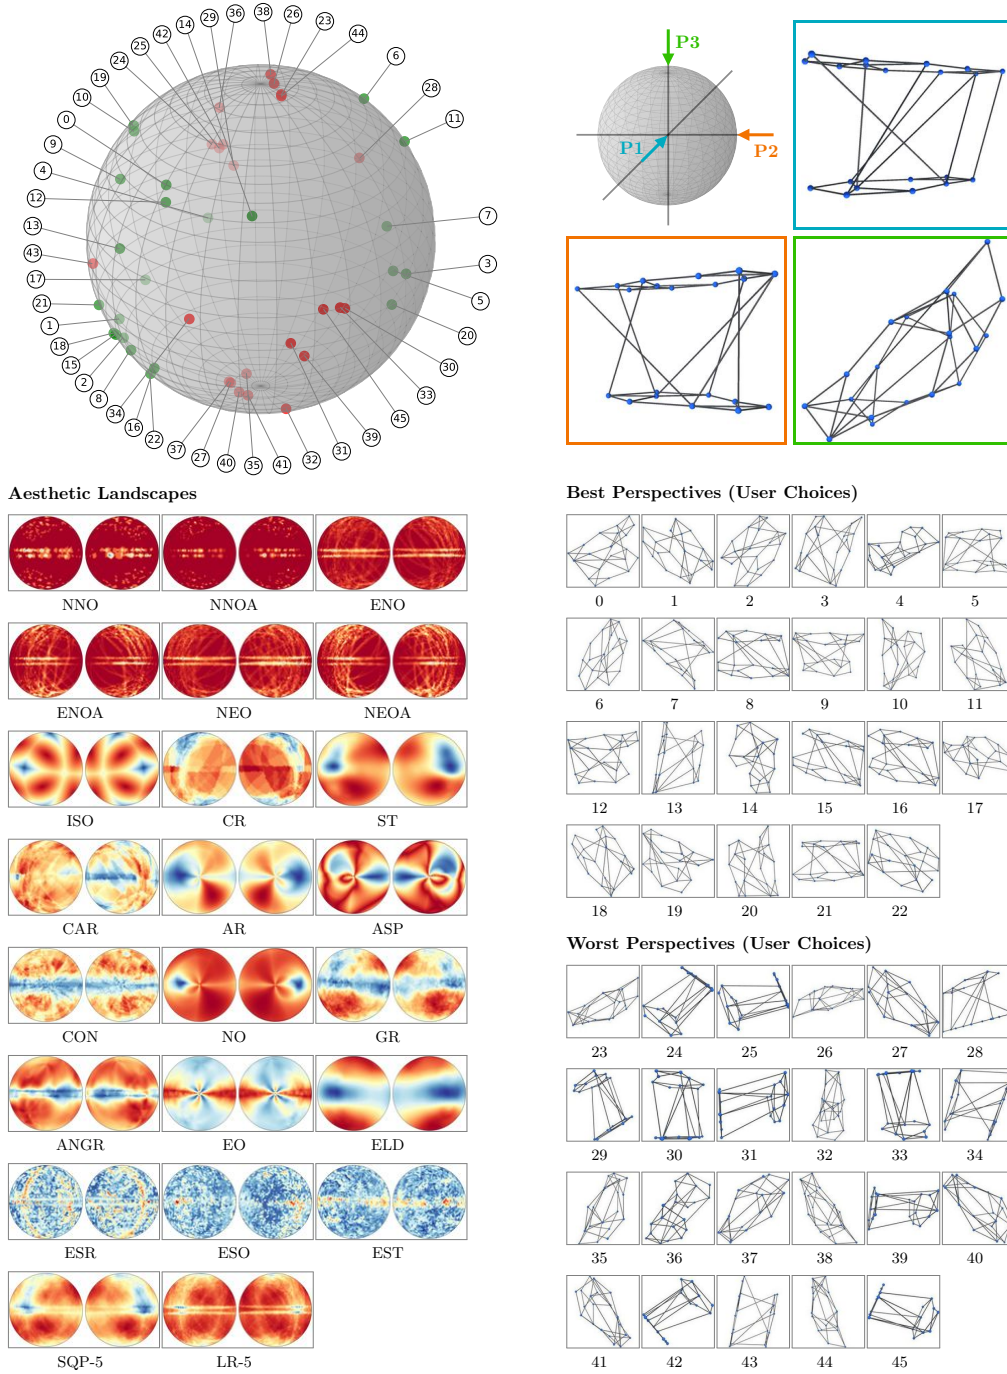 38 26 23 44
36
29
42
25
14
24
19
10
0
9
4
12
13
43
17
21
1
18
15
2
8
34
16
22
37
27
40
35
41
32
31
39
45
33
30
20
5
3
7
11
28
6
P3
P1
P2
Aesthetic Landscapes
NNO NNOA ENO
ENOA NEO NEOA
ISO CR ST
CAR AR ASP
CON NO GR
ANGR EO ELD
ESR ESO EST
SQP-5 LR-5
Best Perspectives (User Choices)
0 1 2 3 4 5
6 7 8 9 10 11
12 13 14 15 16 17
18 19 20 21 22
Worst Perspectives (User Choices)
23 24 25 26 27 28
29 30 31 32 33 34
35 36 37 38 39 40
41 42 43 44 45